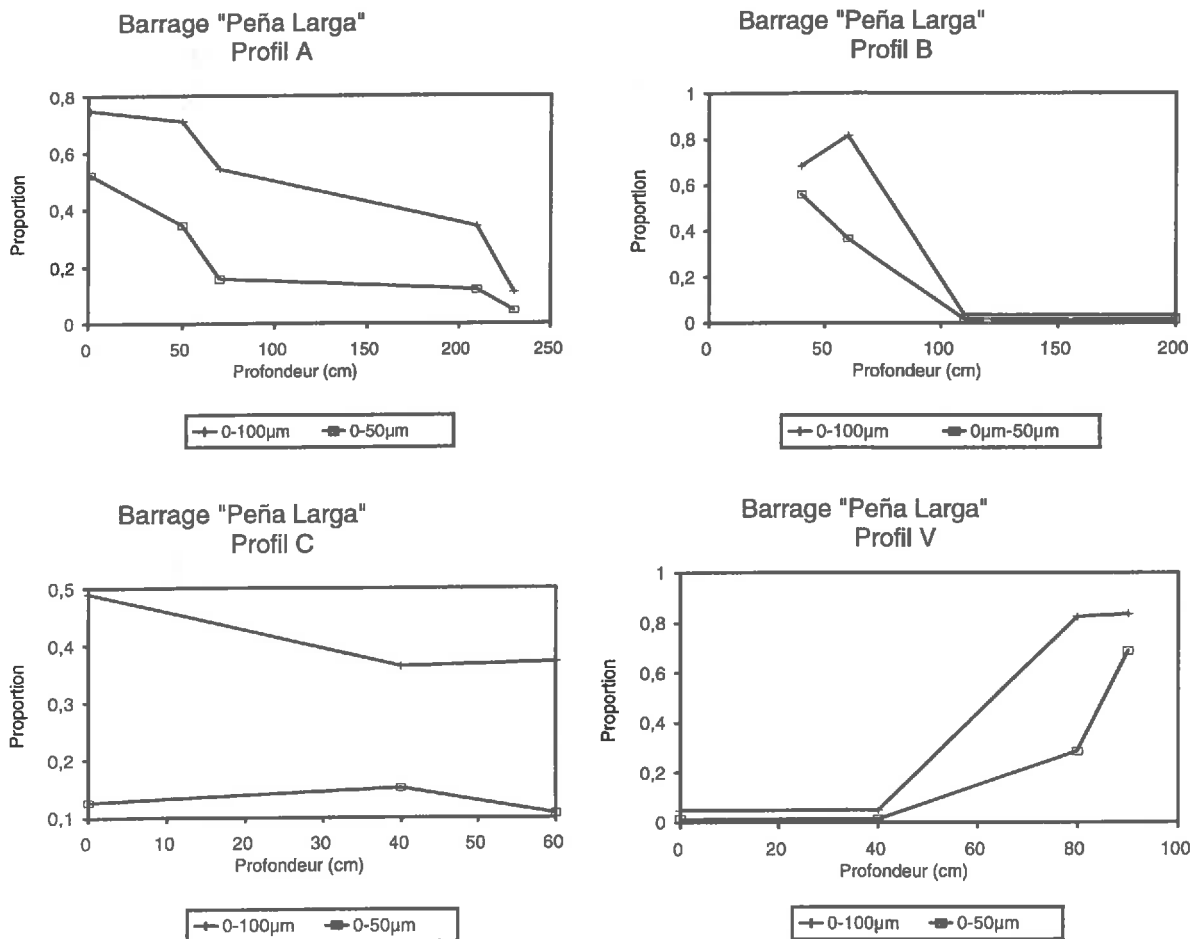 Barrage "Peña Larga"
Profil A
0,8
0,6
0,4
0,2
0
Proportion
0
50
100
150
200
250
Profondeur (cm)
0-100µm
0-50µm
Barrage "Peña Larga"
Profil B
1
0,8
0,6
0,4
0,2
0
Proportion
0
50
100
150
200
Profondeur (cm)
0-100µm
0µm-50µm
Barrage "Peña Larga"
Profil C
0,5
0,4
0,3
0,2
0,1
Proportion
0
10
20
30
40
50
60
Profondeur (cm)
0-100µm
0-50µm
Barrage "Peña Larga"
Profil V
1
0,8
0,6
0,4
0,2
0
Proportion
0
20
40
60
80
100
Profondeur (cm)
0-100µm
0-50µm